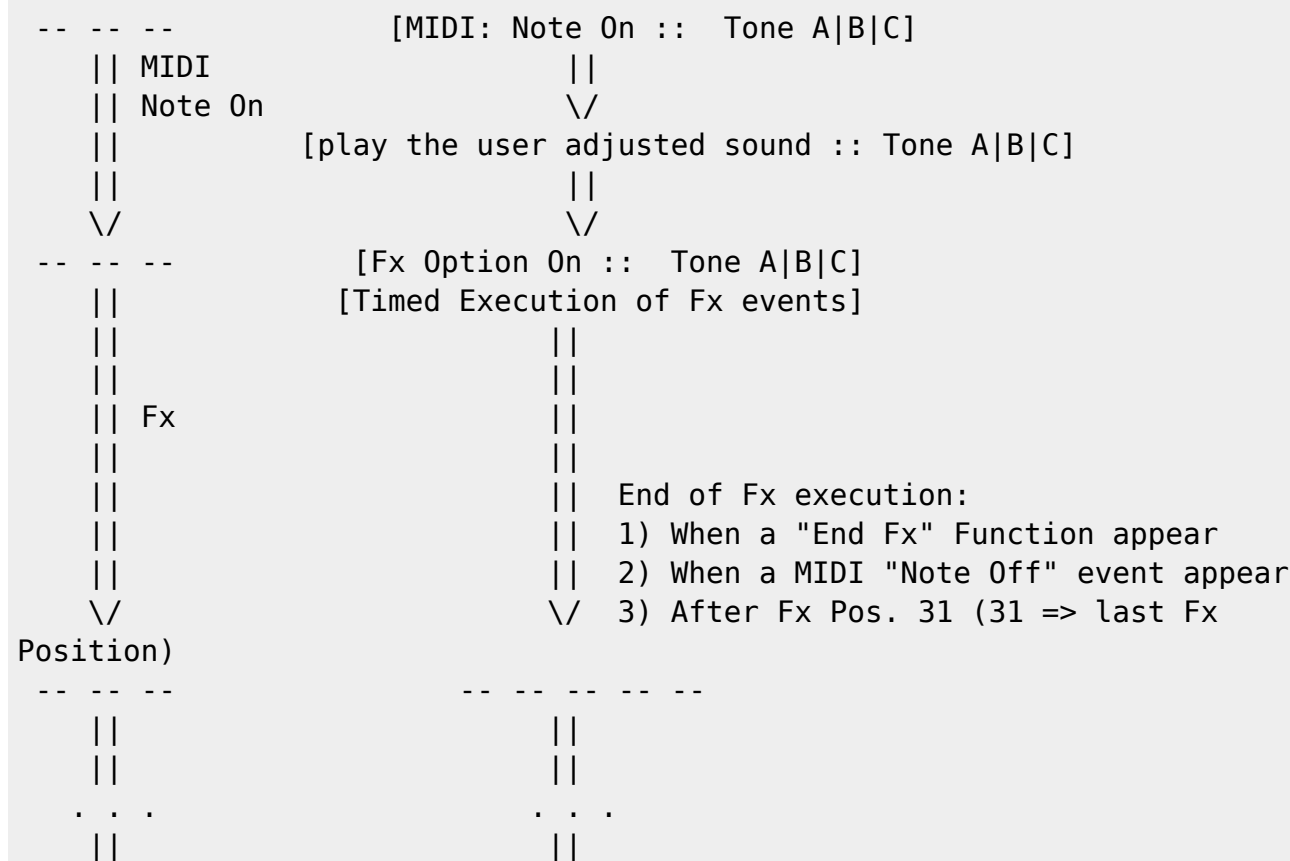 -- -- --            [MIDI: Note On ::  Tone A|B|C]
   || MIDI                 ||
   || Note On              \/
   ||          [play the user adjusted sound :: Tone A|B|C]
   ||                      ||
   \/                      \/
-- -- --          [Fx Option On ::  Tone A|B|C]
   ||            [Timed Execution of Fx events]
   ||                      ||
   ||                      ||
   || Fx                   ||
   ||                      ||
   ||                      ||  End of Fx execution:
   ||                      ||  1) When a "End Fx" Function appear
   ||                      ||  2) When a MIDI "Note Off" event appear
   \/                      \/  3) After Fx Pos. 31 (31 => last Fx
Position)
-- -- --                -- -- -- -- --
   ||                      ||
   ||                      ||
  . . .                   . . .
   ||                      ||